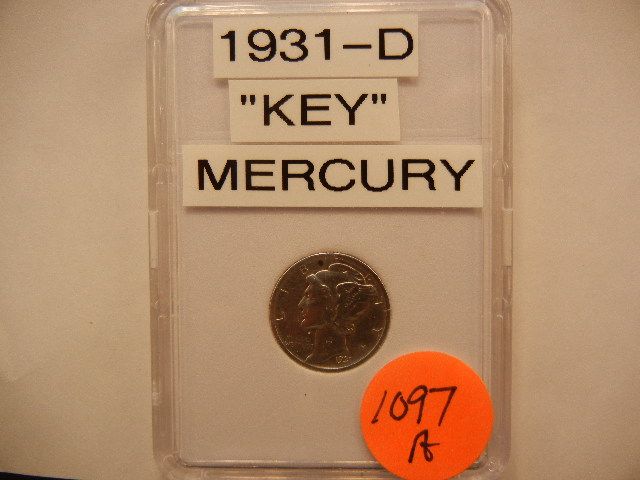 1931-D
"KEY"
MERCURY
1097
A